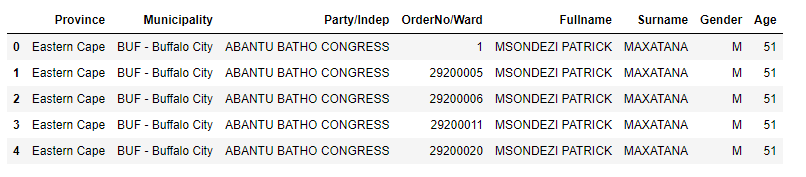 Province Municipality Party/Indep OrderNo/Ward Fullname Surname Gender Age
0 Eastern Cape BUF - Buffalo City ABANTU BATHO CONGRESS 1 MSONDEZI PATRICK MAXATANA M 51
1 Eastern Cape BUF - Buffalo City ABANTU BATHO CONGRESS 29200005 MSONDEZI PATRICK MAXATANA M 51
2 Eastern Cape BUF - Buffalo City ABANTU BATHO CONGRESS 29200006 MSONDEZI PATRICK MAXATANA M 51
3 Eastern Cape BUF - Buffalo City ABANTU BATHO CONGRESS 29200011 MSONDEZI PATRICK MAXATANA M 51
4 Eastern Cape BUF - Buffalo City ABANTU BATHO CONGRESS 29200020 MSONDEZI PATRICK MAXATANA M 51